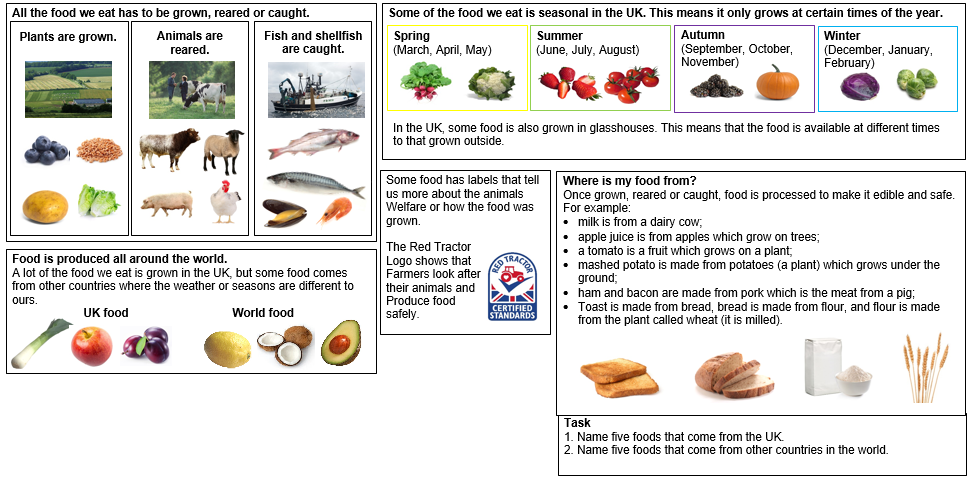 All the food we eat has to be grown, reared or caught.
Plants are grown.
Animals are
reared.
Fish and shellfish
are caught.
Some of the food we eat is seasonal in the UK. This means it only grows at certain times of the year.
Spring
(March, April, May)
Summer
(June, July, August)
Autumn
(September, October,
November)
Winter
(December, January,
February)
In the UK, some food is also grown in glasshouses. This means that the food is available at different times
to that grown outside.
Food is produced all around the world.
A lot of the food we eat is grown in the UK, but some food comes
from other countries where the weather or seasons are different to
ours.
UK food
World food
Some food has labels that tell
us more about the animals
Welfare or how the food was
grown.
The Red Tractor
Logo shows that
Farmers look after
their animals and
Produce food
safely.
RED TRACTOR
CERTIFIED
STANDARDS
Where is my food from?
Once grown, reared or caught, food is processed to make it edible and safe.
For example:
• milk is from a dairy cow;
• apple juice is from apples which grow on trees;
• a tomato is a fruit which grows on a plant;
• mashed potato is made from potatoes (a plant) which grows under the
ground;
• ham and bacon are made from pork which is the meat from a pig;
• Toast is made from bread, bread is made from flour, and flour is made
from the plant called wheat (it is milled).
Task
1. Name five foods that come from the UK.
2. Name five foods that come from other countries in the world.